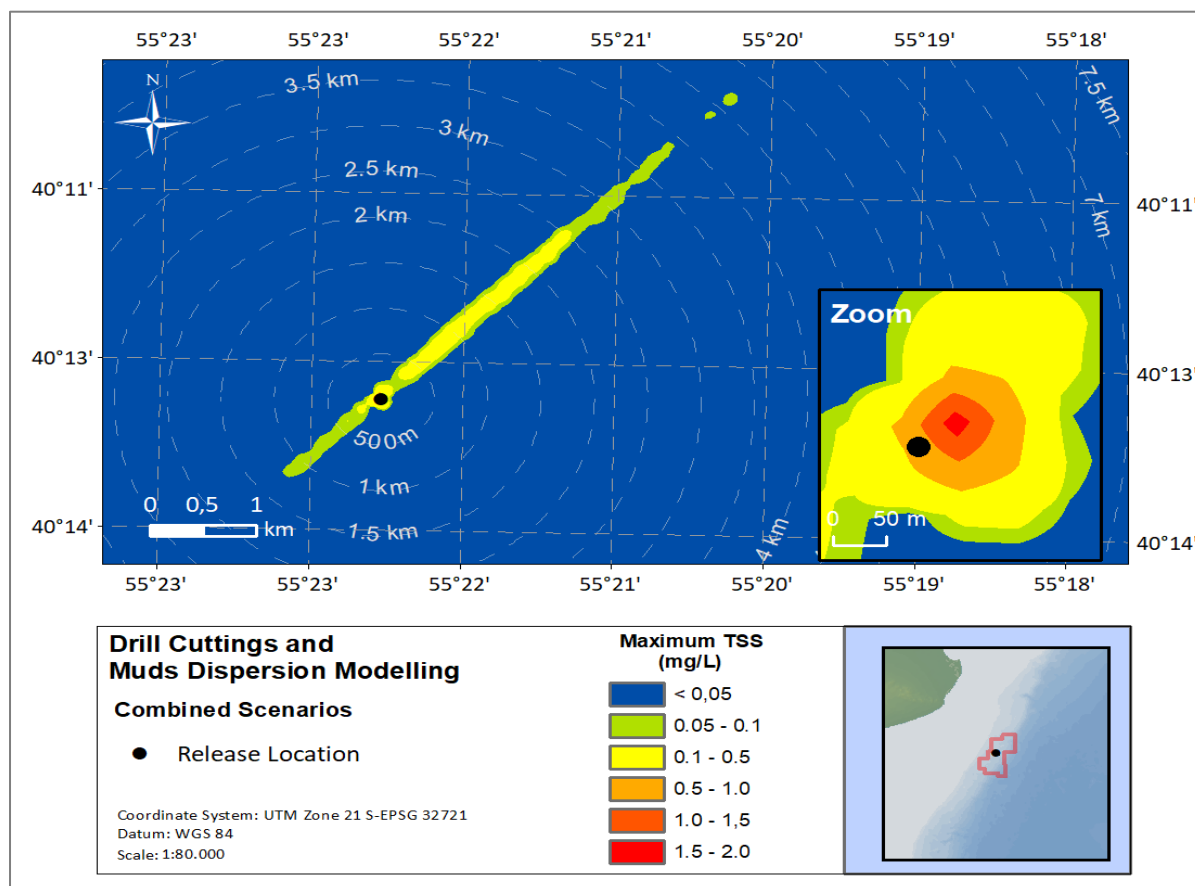 55°23' 55°23' 55°22' 55°21' 55°20' 55°19' 55°18'
N
3.5 km
7.5 km
3 km
2.5 km
40°11'
2 km
7 km
40°11'
Zoom
40°13'
40°13'
500m
1 km
0 0,5 1
km
0 50 m
40°14'
1.5 km
4 km
40°14'
55°23' 55°23' 55°22' 55°21' 55°20' 55°19' 55°18'
Drill Cuttings and
Muds Dispersion Modelling
Combined Scenarios
Release Location
Coordinate System: UTM Zone 21 S-EPSG 32721
Datum: WGS 84
Scale: 1:80.000
Maximum TSS
(mg/L)
< 0,05
0.05 - 0.1
0.1 - 0.5
0.5 - 1.0
1.0 - 1,5
1.5 - 2.0